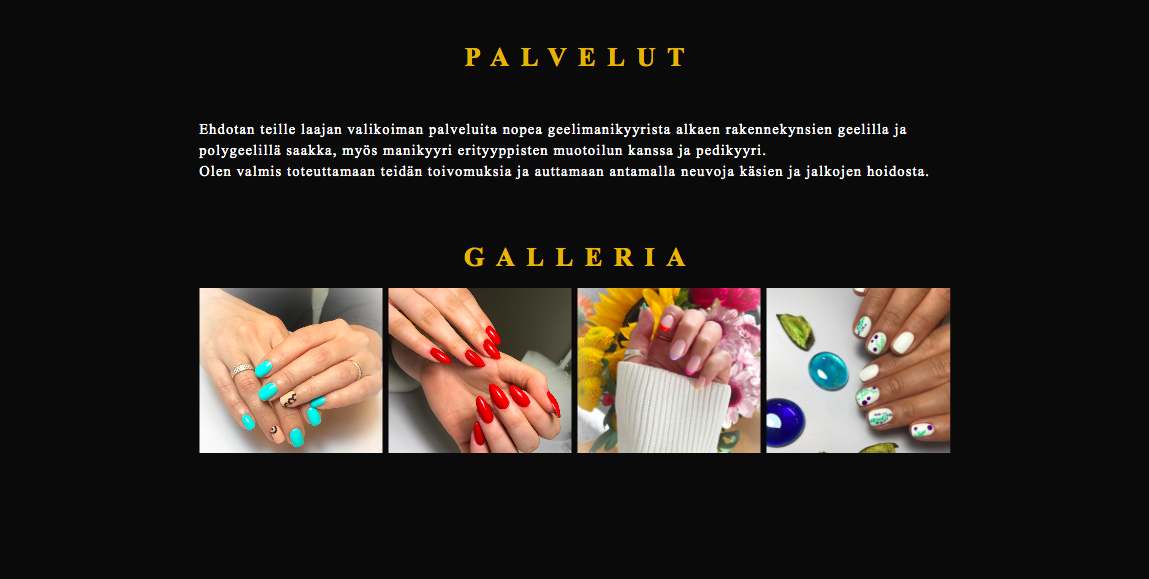 PALVELUT
Ehdotan teille laajan valikoiman palveluita nopea geelimanikyyrista alkaen rakennekynsien geelilla ja
polygeelillä saakka, myös manikyyri erityyppisten muotoilun kanssa ja pedikyyri.
Olen valmis toteuttamaan teidän toivomuksia ja auttamaan antamalla neuvoja käsien ja jalkojen hoidosta.
GALLERIA